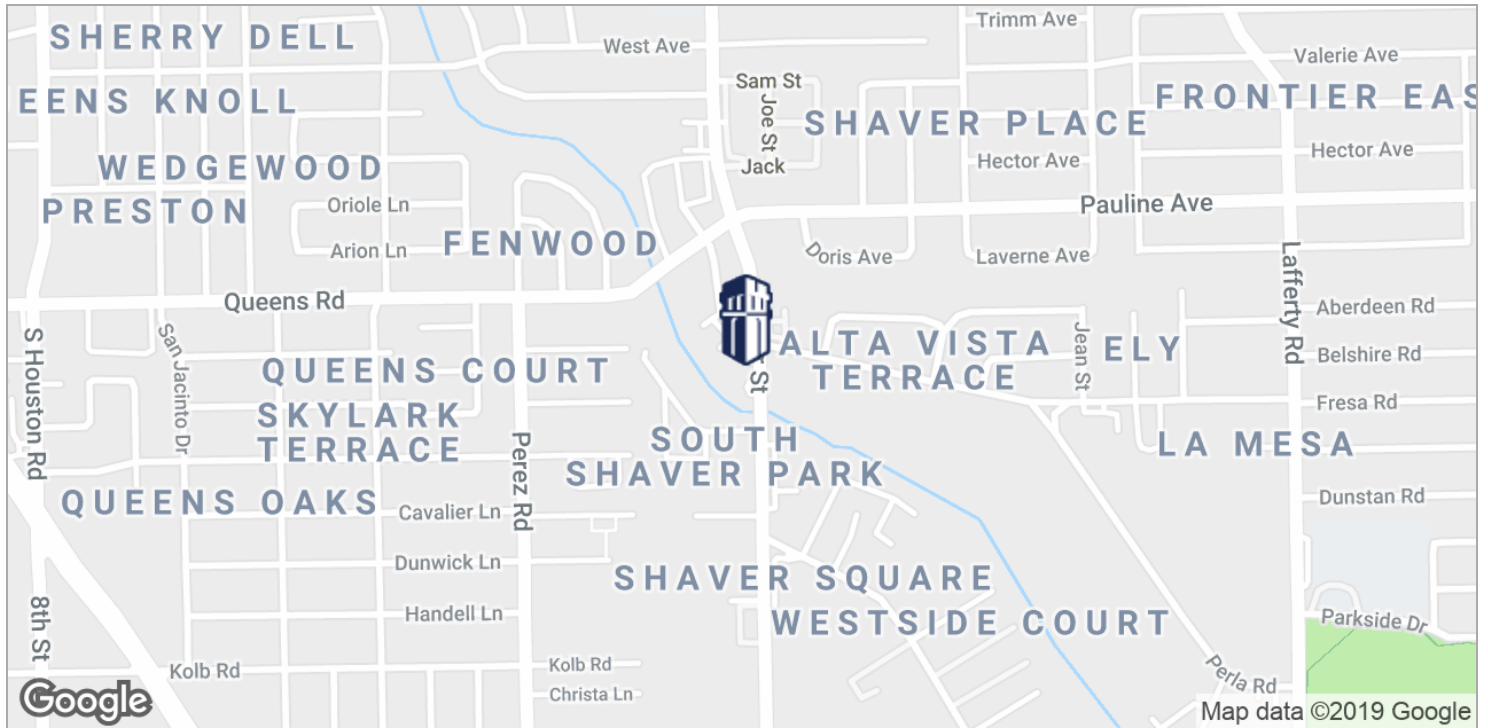 Trimm Ave
SHERRY DELL
West Ave
Valerie Ave
Sam St
EENS KNOLL
FRONTIER EAS
Joe St
SHAVER PLACE
Hector Ave
Hector Ave
WEDGEWOOD
Jack
Oriole Ln
Pauline Ave
PRESTON
Arion Ln
FENWOOD
Doris Ave
Laverne Ave
Lafferty Rd
Queens Rd
Aberdeen Rd
S Houston Rd
San Jacinto Dr
ALTA VISTA
TERRACE
Jean St
ELY
Belshire Rd
QUEENS COURT
St
Fresa Rd
SKYLARK
TERRACE
SOUTH
SHAVER PARK
LA MESA
Perez Rd
QUEENS OAKS
Cavalier Ln
Dunstan Rd
Dunwick Ln
SHAVER SQUARE
8th St
Handell Ln
WESTSIDE COURT
Parkside Dr
Kolb Rd
Kolb Rd
Perla Rd
Christa Ln
Google
Map data ©2019 Google